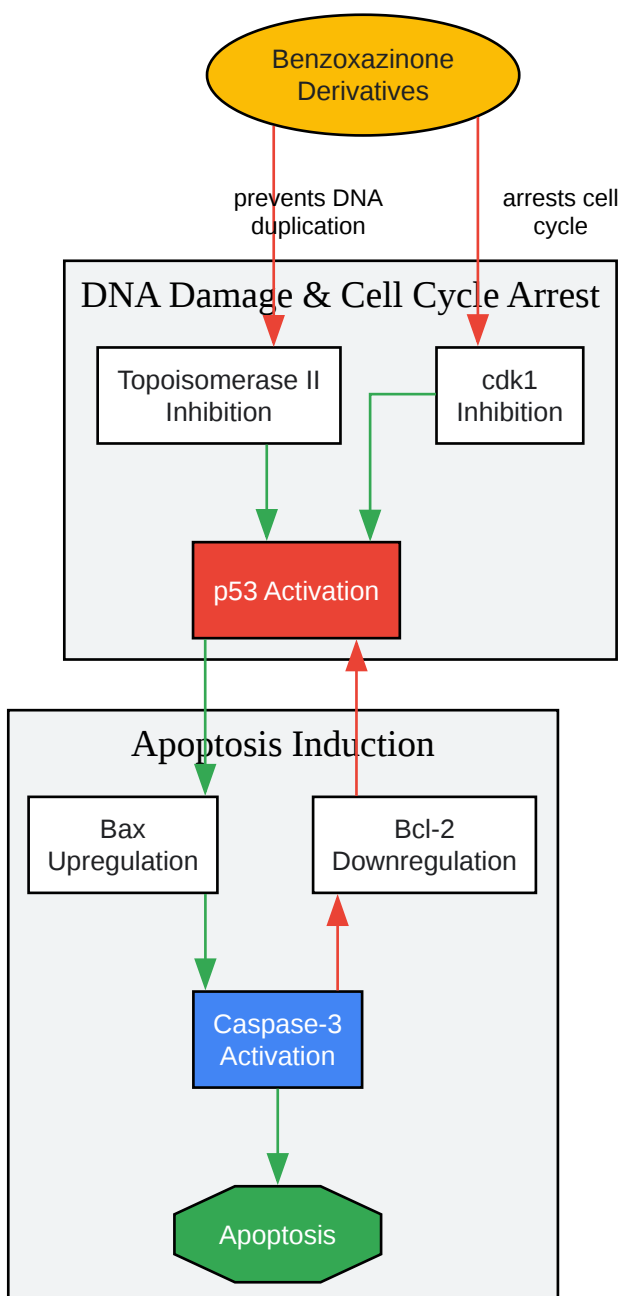 Benzoxazinone
Derivatives
prevents DNA
duplication
arrests cell
cycle
DNA Damage & Cell Cycle Arrest
Topoisomerase II
Inhibition
cdk1
Inhibition
p53 Activation
Apoptosis Induction
Bax
Upregulation
Bcl-2
Downregulation
Caspase-3
Activation
Apoptosis